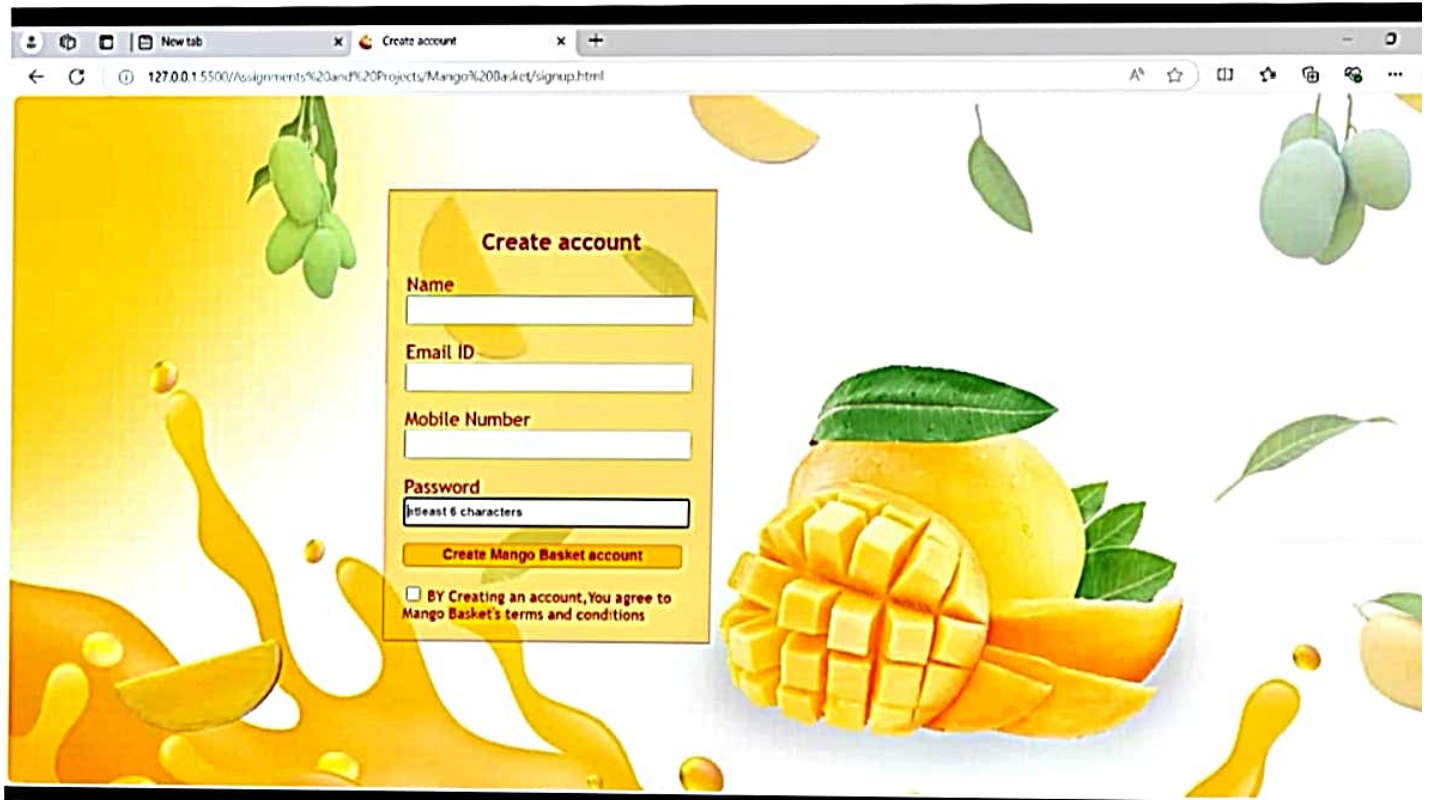 New tab
Create account
127.0.0.1:5500/Assignments%20and%20Projects/Mango%20Basket/signup.html
Create account
Name
Email ID
Mobile Number
Password
atleast 6 characters
Create Mango Basket account
BY Creating an account,You agree to
Mango Basket's terms and conditions